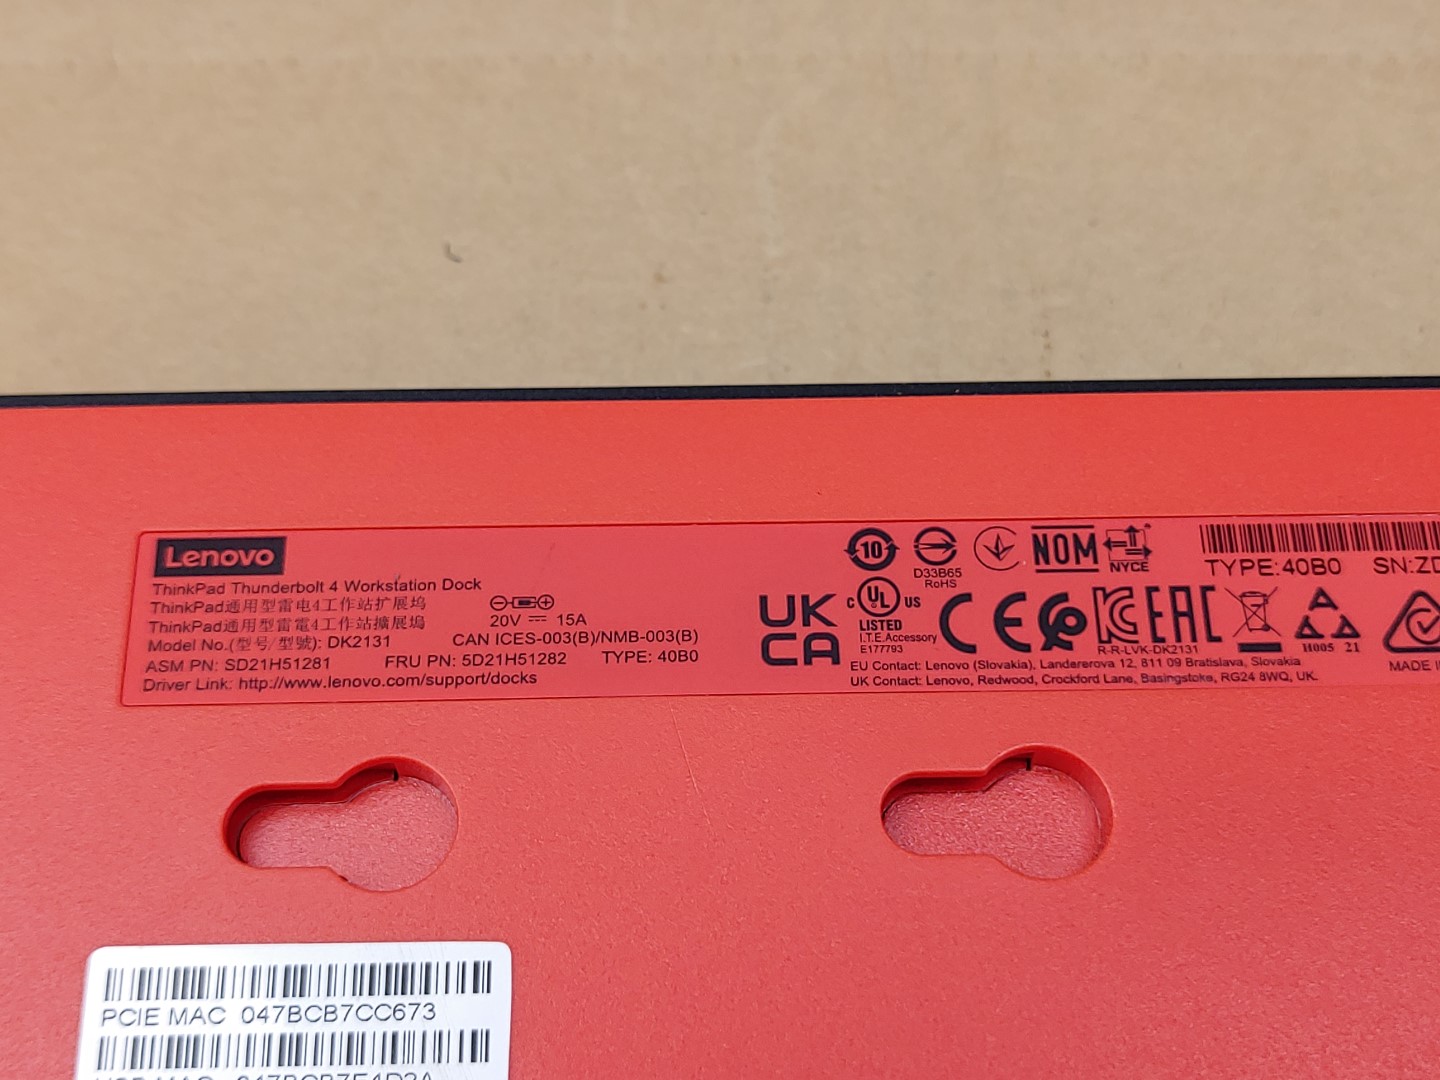 Lenovo
ThinkPad Thunderbolt 4 Workstation Dock
ThinkPad通用型雷电4工作站扩展坞
ThinkPad通用型雷電4工作站擴展塢
20V 15A
Model No.(型号/型號): DK2131
CAN ICES-003(B)/NMB-003(B)
ASM PN: SD21H51281
FRU PN: 5D21H51282
TYPE: 40B0
Driver Link: http://www.lenovo.com/support/docks
10
D33B65
RoHS
NOM
NYCE
UK
CA
C UL US
LISTED
I.T.E. Accessory
E177793
CE
EAC
R-R-LVK-DK2131
H005 21
EU Contact: Lenovo (Slovakia), Landererova 12, 811 09 Bratislava, Slovakia
UK Contact: Lenovo, Redwood, Crockford Lane, Basingstoke, RG24 8WQ, UK.
TYPE:40B0 SN:ZD
MADE
PCIE MAC 047BCB7CC673